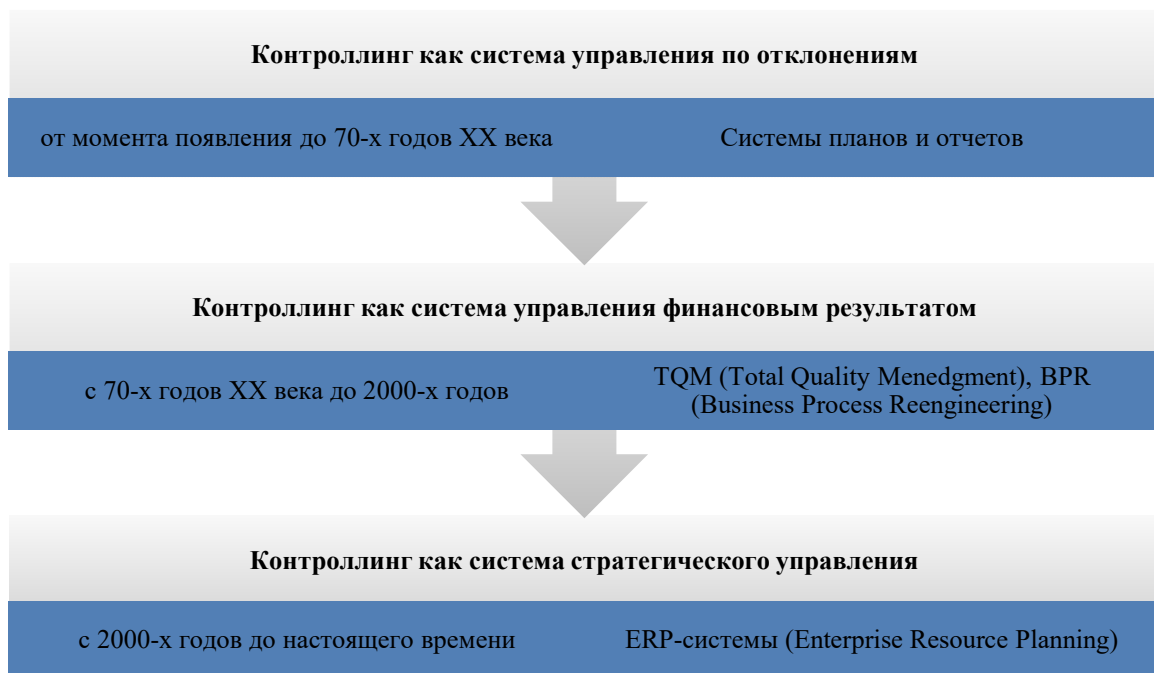 Контроллинг как система управления по отклонениям
от момента появления до 70-х годов XX века
Системы планов и отчетов
Контроллинг как система управления финансовым результатом
с 70-х годов XX века до 2000-х годов
TQM (Total Quality Menedgment), BPR
(Business Process Reengineering)
Контроллинг как система стратегического управления
с 2000-х годов до настоящего времени
ERP-системы (Enterprise Resource Planning)